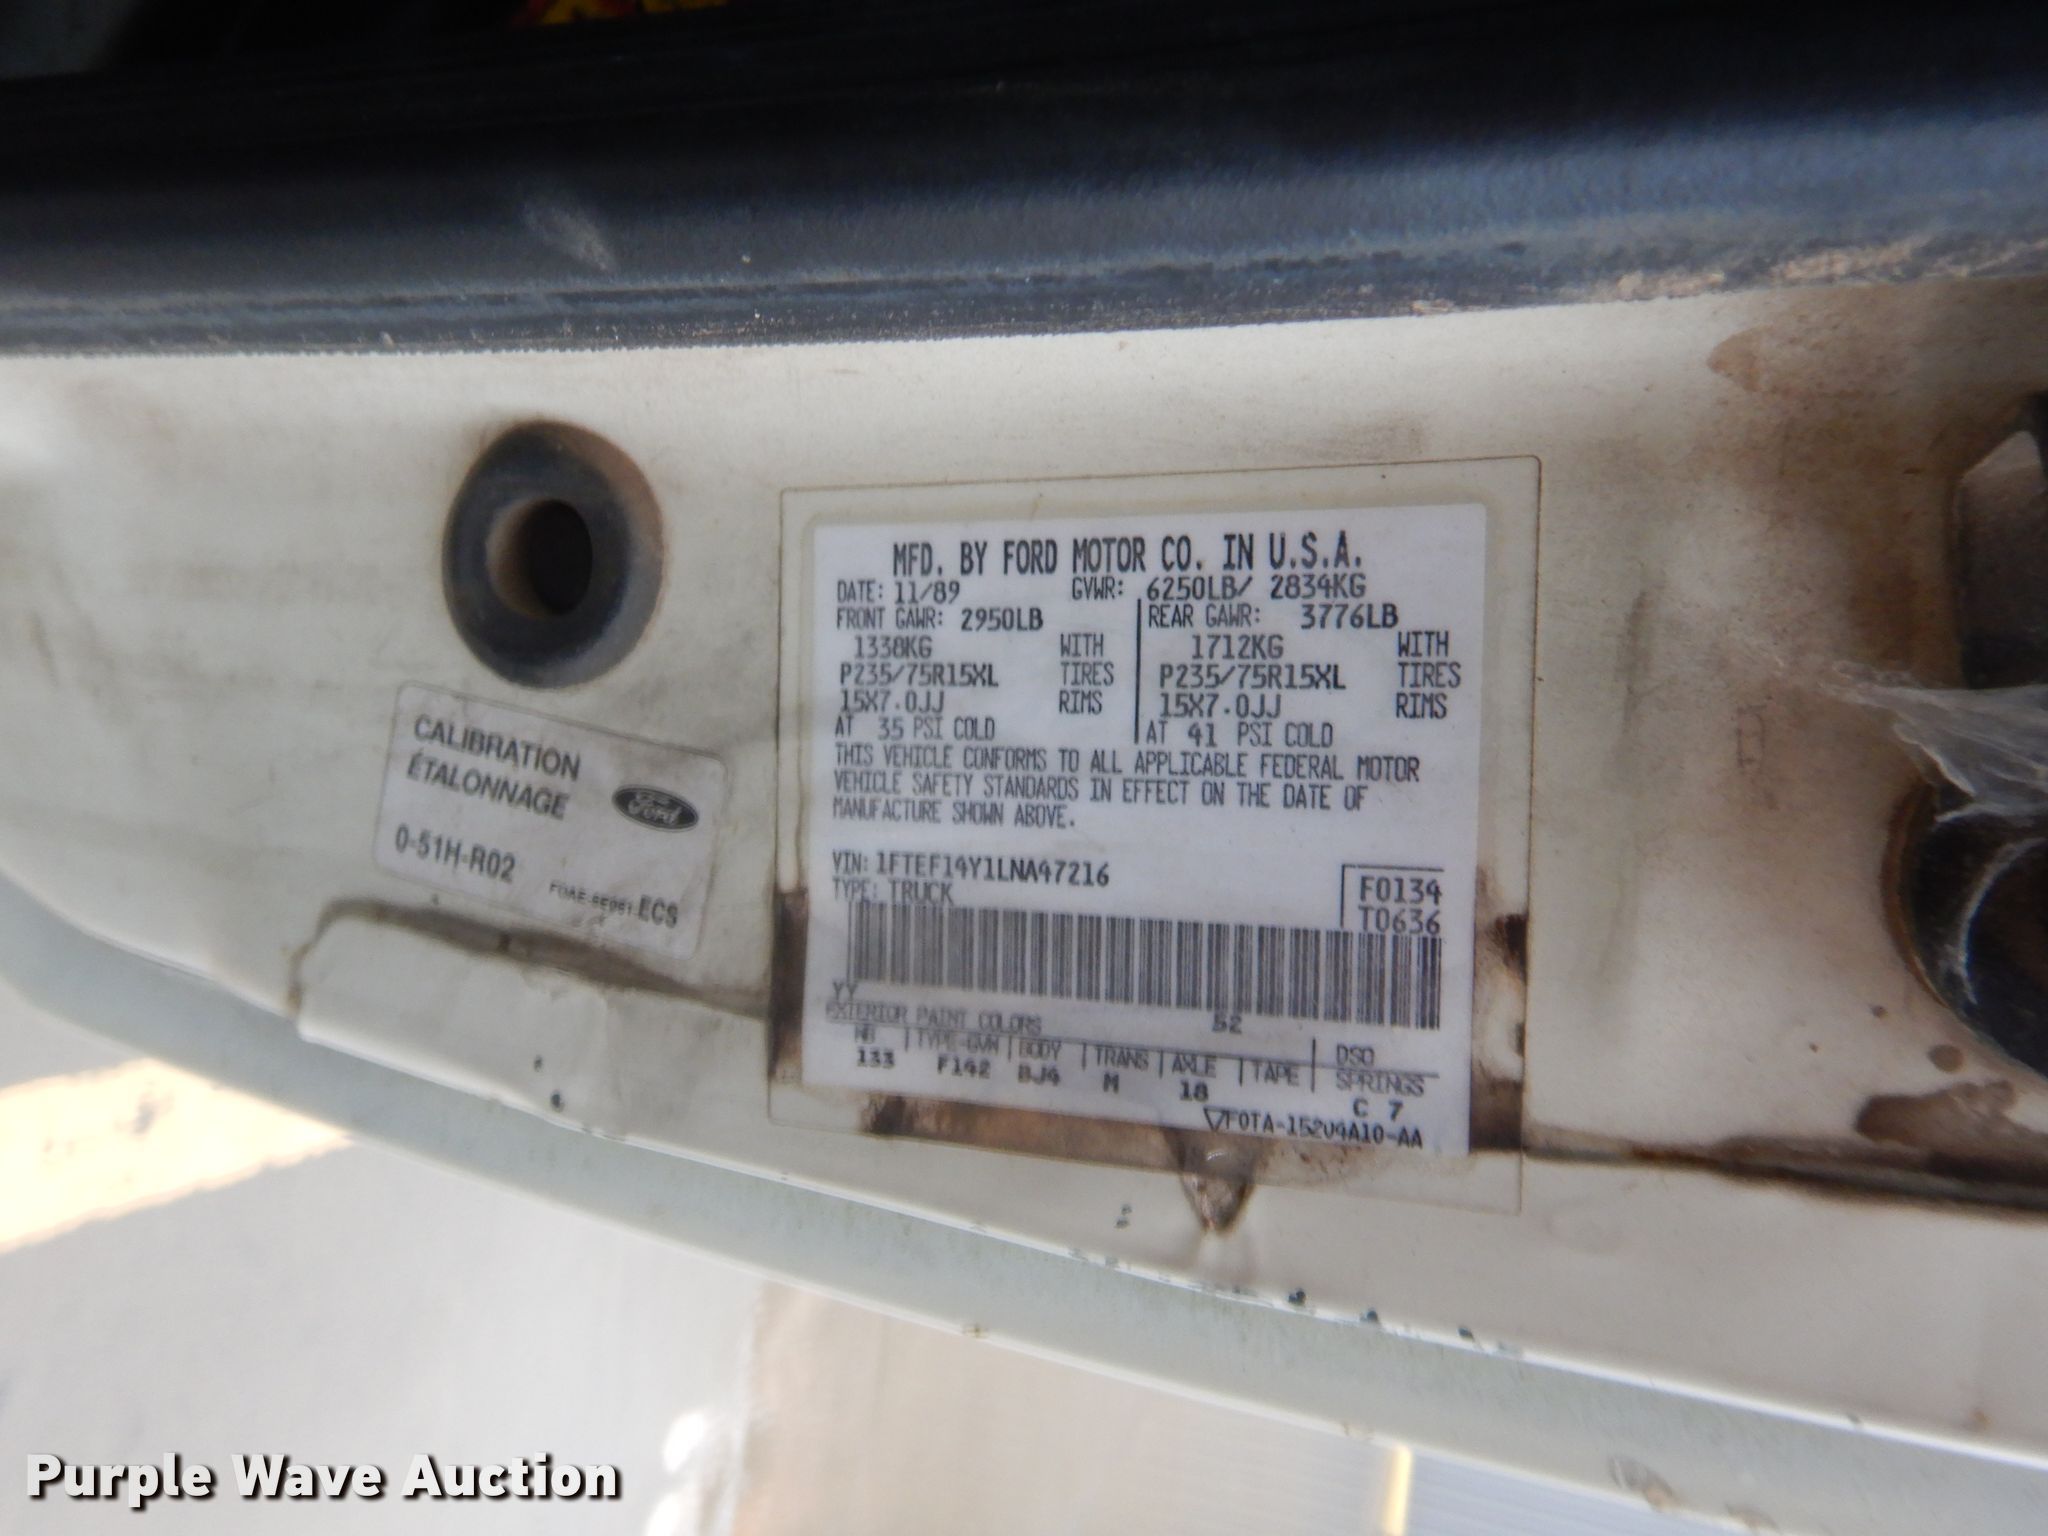 MFD. BY FORD MOTOR CO. IN U.S.A.
DATE: 11/89 GVWR: 6250LB/ 2834KG
FRONT GAWR: 2950LB REAR GAWR: 3776LB
1338KG WITH 1712KG WITH
P235/75R15XL TIRES P235/75R15XL TIRES
15X7.0JJ RIMS 15X7.0JJ RIMS
AT 35 PSI COLD AT 41 PSI COLD
THIS VEHICLE CONFORMS TO ALL APPLICABLE FEDERAL MOTOR
VEHICLE SAFETY STANDARDS IN EFFECT ON THE DATE OF
MANUFACTURE SHOWN ABOVE.
VIN: 1FTEF14Y1LNA47216 F0134
TYPE: TRUCK T0636
YY 52
EXTERIOR PAINT COLORS DSO
WB TYPE-GVW BODY TRANS AXLE TAPE SPRINGS
133 F142 BJ4 M 18 C 7
F0TA-15204A10-AA
CALIBRATION
ÉTALONNAGE
Ford
0-51H-R02
ECS
Purple Wave Auction